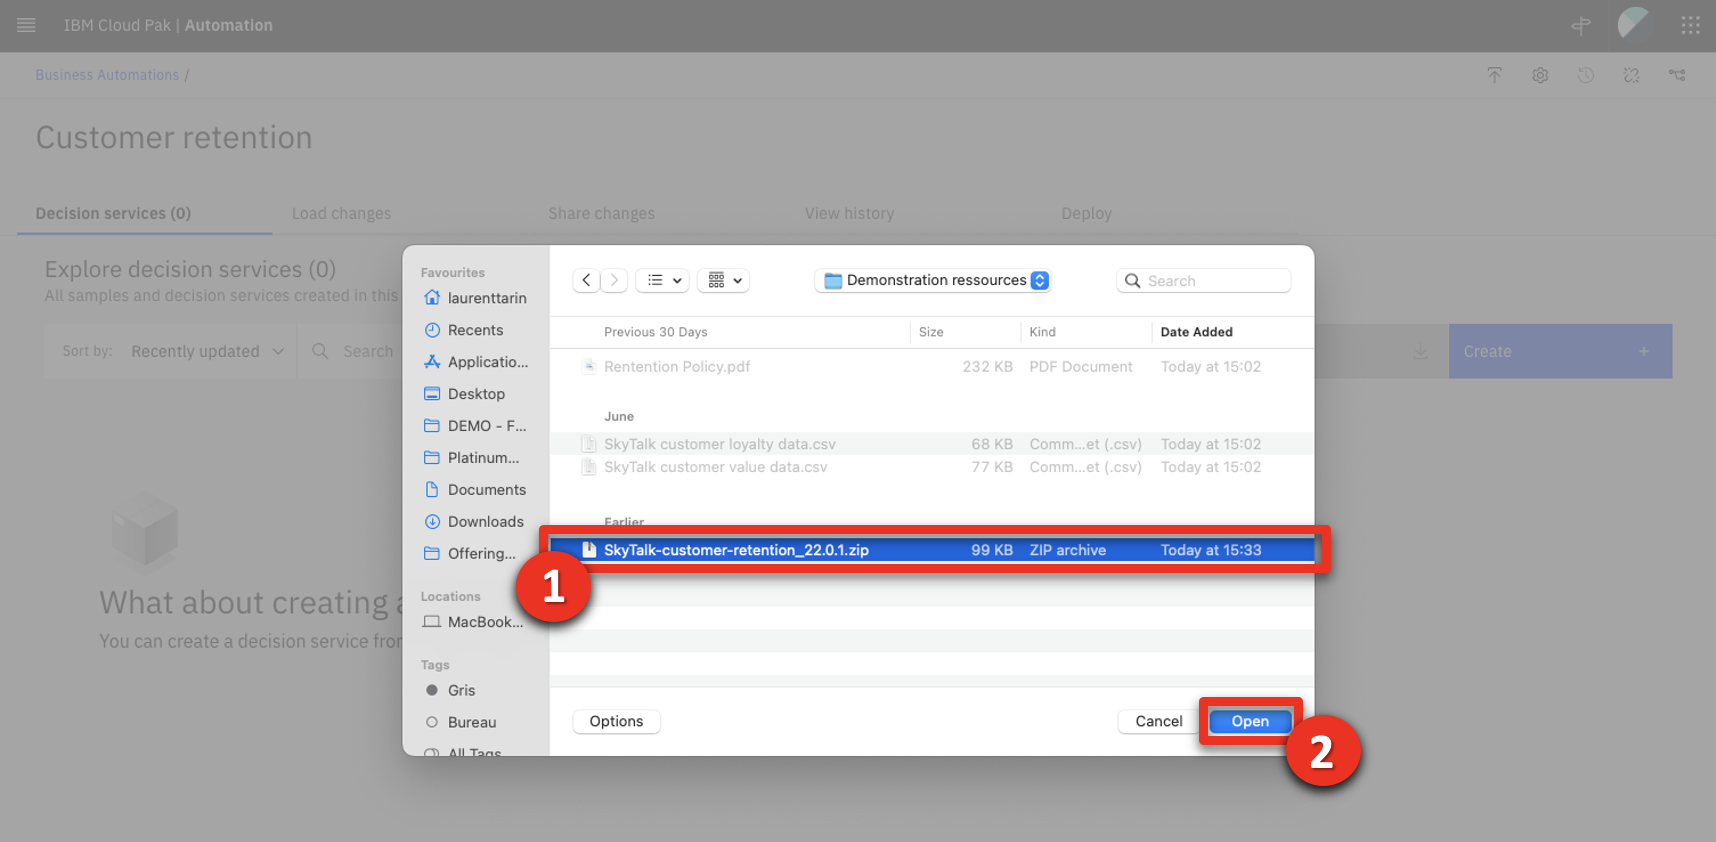 IBM Cloud Pak | Automation
Business Automations /
Customer retention
Decision services (0)
Load changes
Share changes
View history
Deploy
Explore decision services (0)
All samples and decision services created in this
Sort by: Recently updated
Search
Create +
What about creating a
You can create a decision service from
Favourites
laurenttarin
Recents
Applicatio...
Desktop
DEMO - F...
Platinum...
Documents
Downloads
Offering...
Locations
MacBook...
Tags
Gris
Bureau
All Tags
Demonstration ressources
Search
Previous 30 Days Size Kind Date Added
Rentention Policy.pdf 232 KB PDF Document Today at 15:02
June
SkyTalk customer loyalty data.csv 68 KB Comm...et (.csv) Today at 15:02
SkyTalk customer value data.csv 77 KB Comm...et (.csv) Today at 15:02
Earlier
SkyTalk-customer-retention_22.0.1.zip 99 KB ZIP archive Today at 15:33
1
Options
Cancel
Open
2